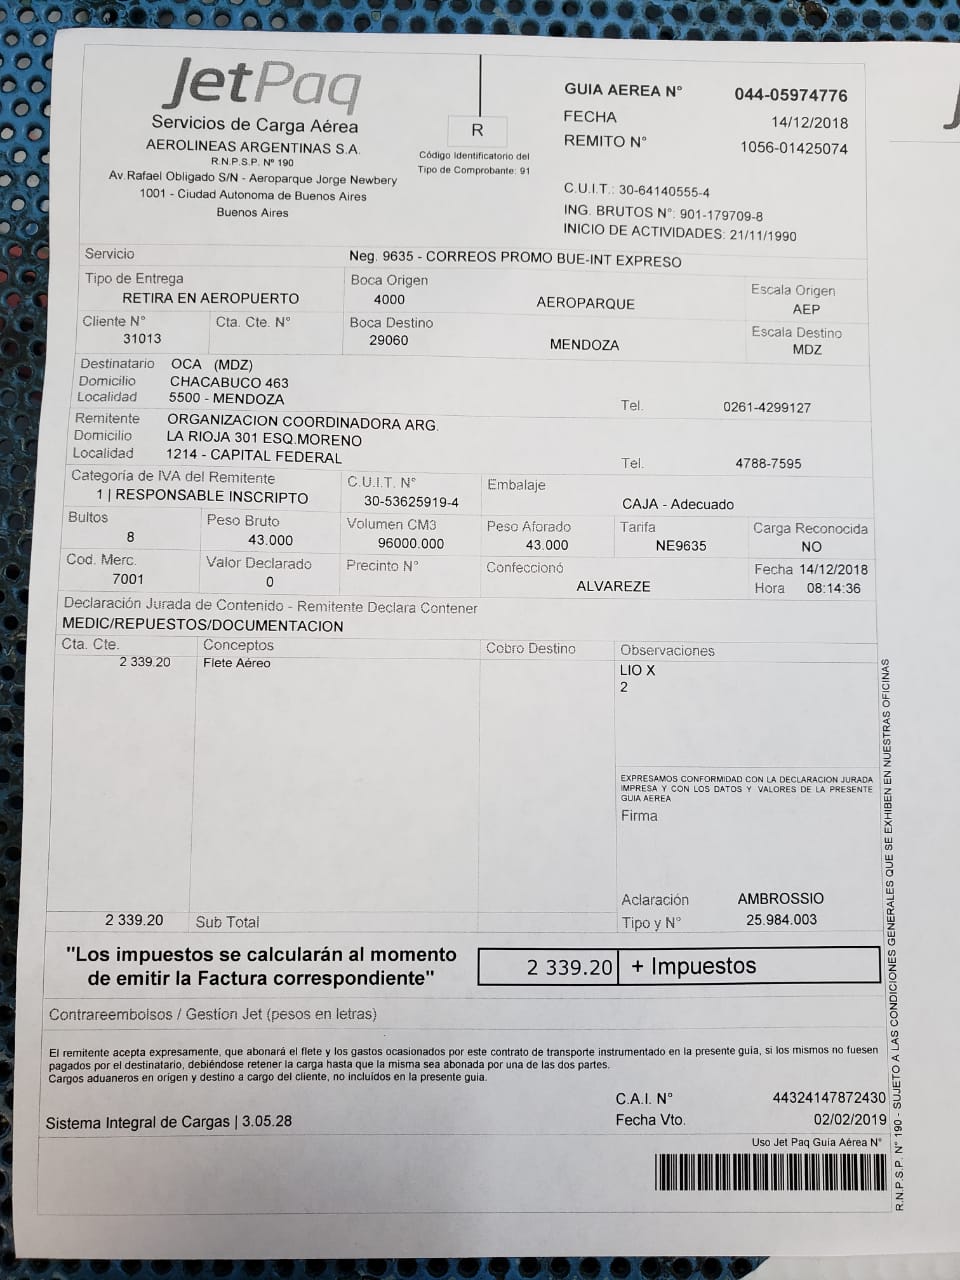 JetPaq
Servicios de Carga Aérea
AEROLINEAS ARGENTINAS S.A.
R.N.P.S.P. Nº 190
Av.Rafael Obligado S/N - Aeroparque Jorge Newbery
1001 - Ciudad Autonoma de Buenos Aires
Buenos Aires
R
Código Identificatorio del
Tipo de Comprobante: 91
GUIA AEREA N° 044-05974776
FECHA 14/12/2018
REMITO N° 1056-01425074
C.U.I.T.: 30-64140555-4
ING. BRUTOS N°: 901-179709-8
INICIO DE ACTIVIDADES: 21/11/1990
Servicio Neg. 9635 - CORREOS PROMO BUE-INT EXPRESO
Tipo de Entrega Boca Origen Escala Origen
RETIRA EN AEROPUERTO 4000 AEROPARQUE AEP
Cliente N° Cta. Cte. N° Boca Destino Escala Destino
31013 29060 MENDOZA MDZ
Destinatario OCA (MDZ)
Domicilio CHACABUCO 463
Localidad 5500 - MENDOZA Tel. 0261-4299127
Remitente ORGANIZACION COORDINADORA ARG.
Domicilio LA RIOJA 301 ESQ.MORENO
Localidad 1214 - CAPITAL FEDERAL Tel. 4788-7595
Categoría de IVA del Remitente C.U.I.T. N° Embalaje
1 | RESPONSABLE INSCRIPTO 30-53625919-4 CAJA - Adecuado
Bultos Peso Bruto Volumen CM3 Peso Aforado Tarifa Carga Reconocida
8 43.000 96000.000 43.000 NE9635 NO
Cod. Merc. Valor Declarado Precinto N° Confeccionó Fecha 14/12/2018
7001 0 ALVAREZE Hora 08:14:36
Declaración Jurada de Contenido - Remitente Declara Contener
MEDIC/REPUESTOS/DOCUMENTACION
Cta. Cte. Conceptos Cobro Destino Observaciones
2 339.20 Flete Aéreo LIO X
2
EXPRESAMOS CONFORMIDAD CON LA DECLARACION JURADA
IMPRESA Y CON LOS DATOS Y VALORES DE LA PRESENTE
GUIA AEREA
Firma
Aclaración AMBROSSIO
2 339.20 Sub Total Tipo y N° 25.984.003
"Los impuestos se calcularán al momento
de emitir la Factura correspondiente"
2 339.20 + Impuestos
Contrareembolsos / Gestion Jet (pesos en letras)
El remitente acepta expresamente, que abonará el flete y los gastos ocasionados por este contrato de transporte instrumentado en la presente guia, si los mismos no fuesen
pagados por el destinatario, debiéndose retener la carga hasta que la misma sea abonada por una de las dos partes.
Cargos aduaneros en origen y destino a cargo del cliente, no incluídos en la presente guia.
C.A.I. N° 44324147872430
Sistema Integral de Cargas | 3.05.28 Fecha Vto. 02/02/2019
Uso Jet Paq Guía Aérea N°
R.N.P.S.P. N° 190 - SUJETO A LAS CONDICIONES GENERALES QUE SE EXHIBEN EN NUESTRAS OFICINAS